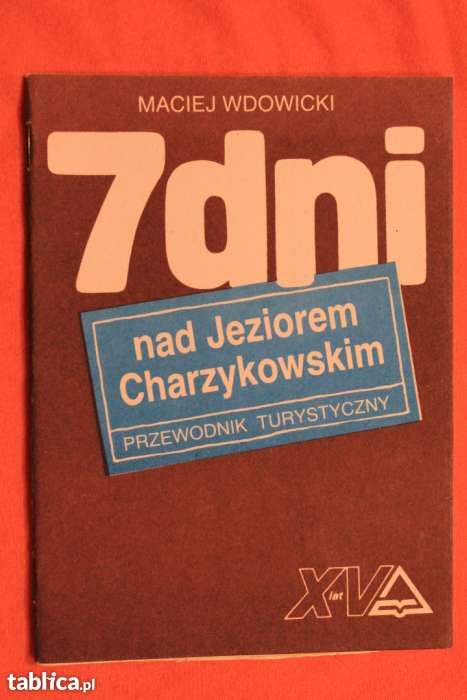 MACIEJ WDOWICKI
7dni
nad Jeziorem
Charzykowskim
PRZEWODNIK TURYSTYCZNY
XV
lat
tablica.pl